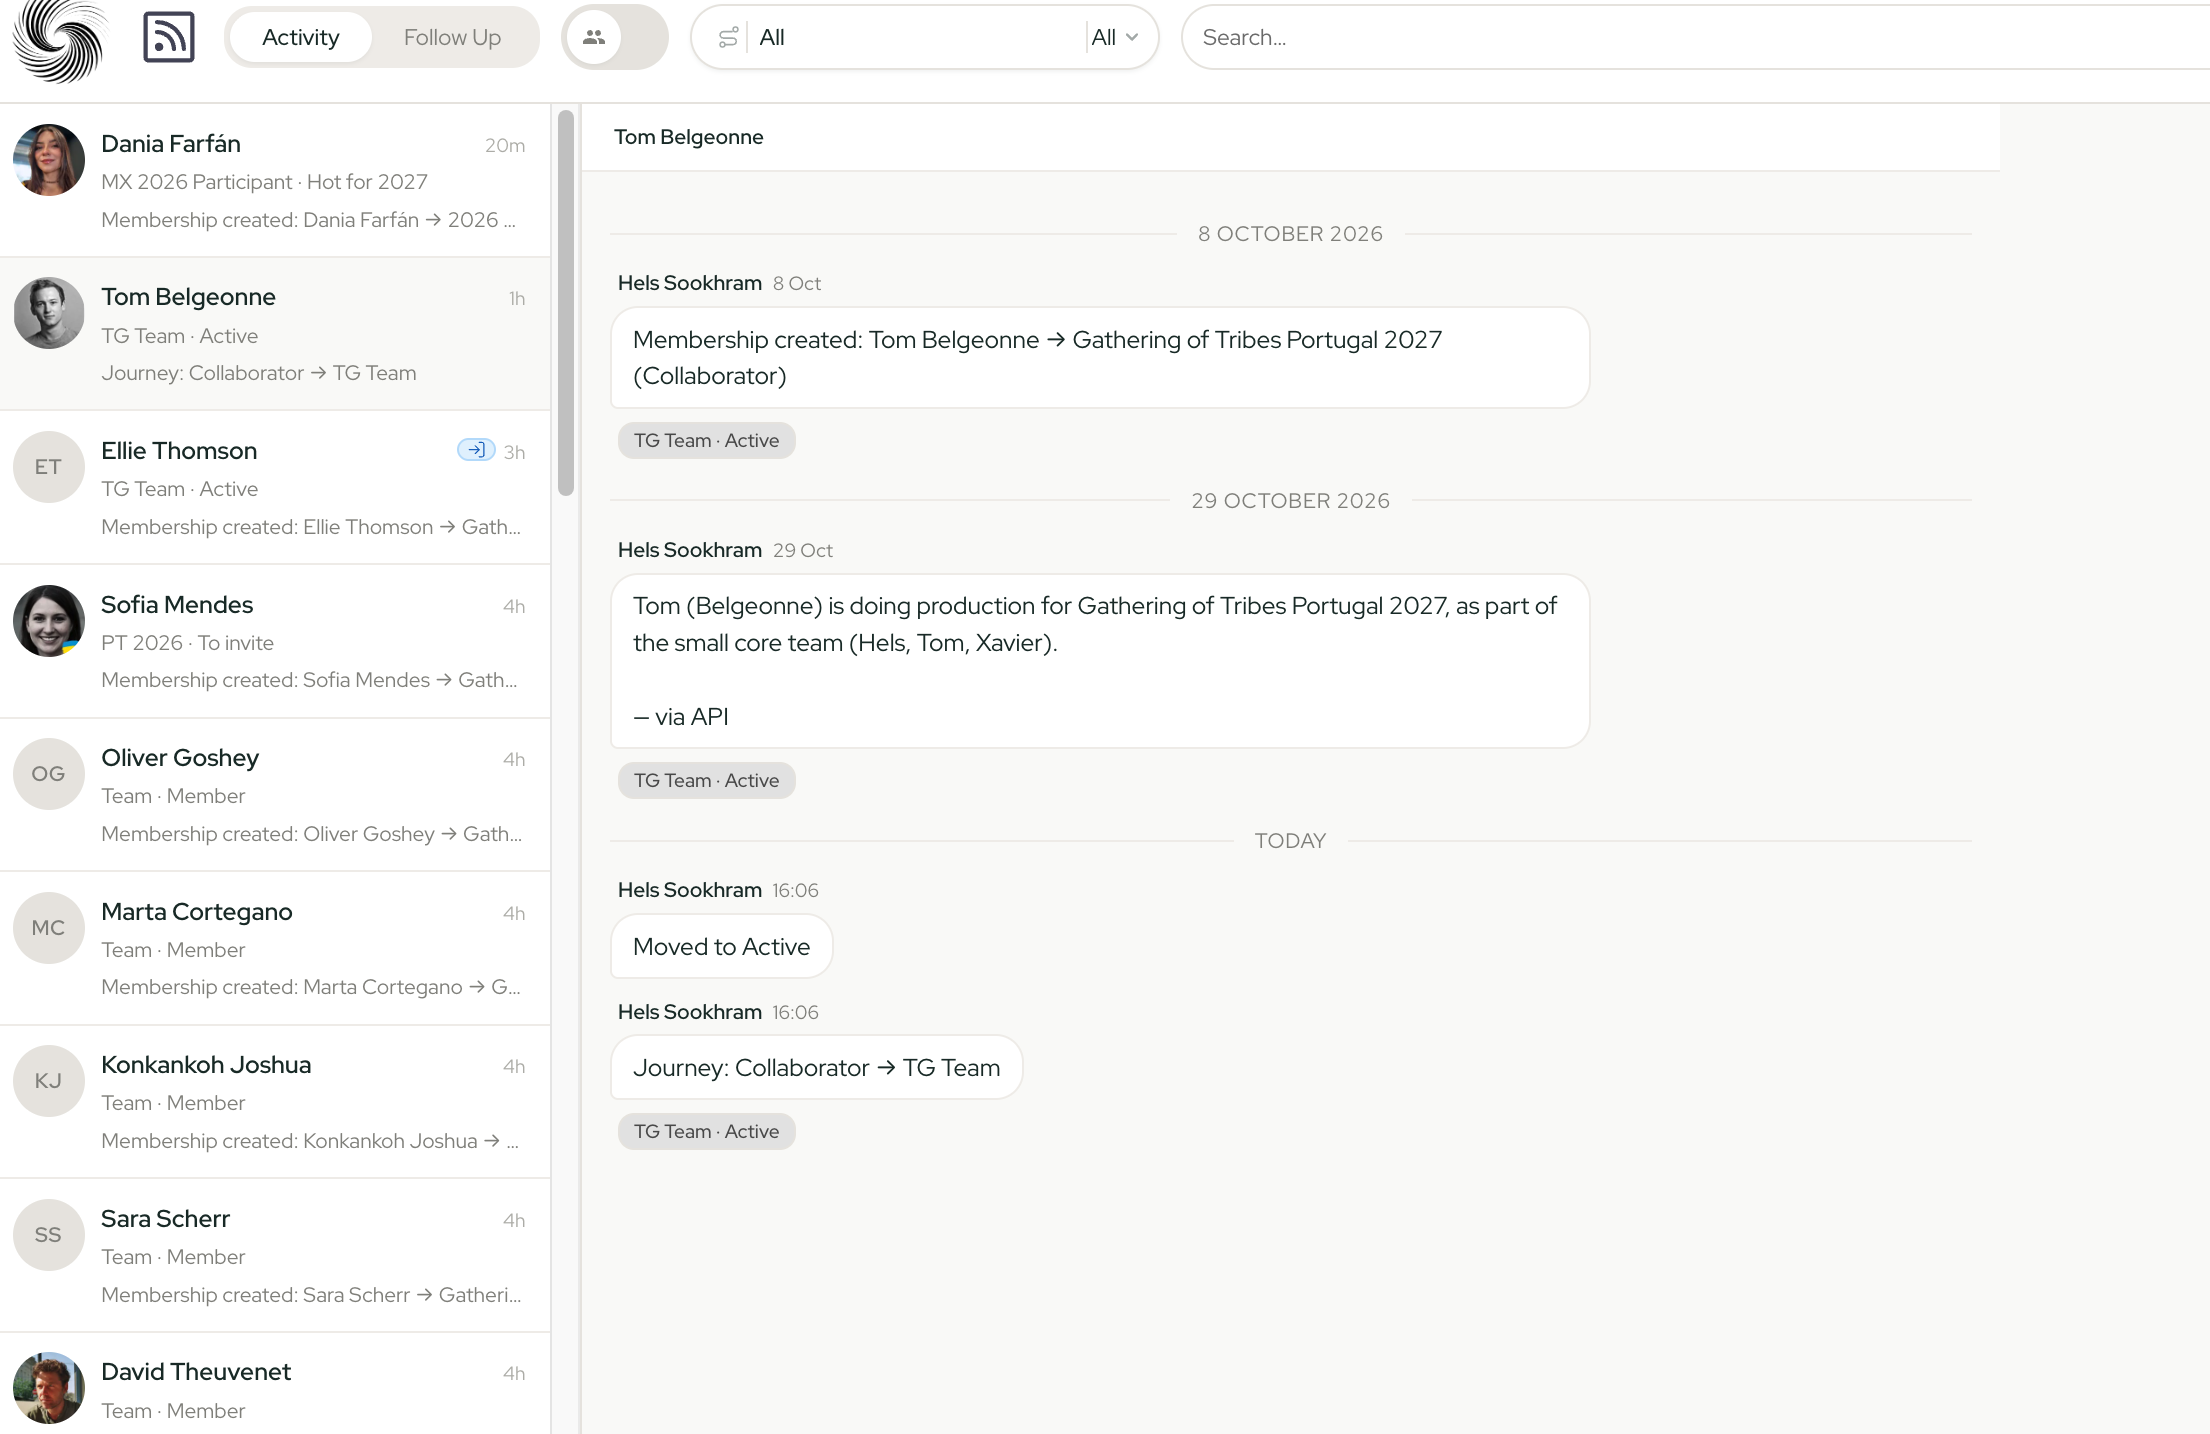 Activity
Follow Up
All
All
Search...
Dania Farfán
20m
MX 2026 Participant · Hot for 2027
Membership created: Dania Farfán → 2026 ...
Tom Belgeonne
1h
TG Team · Active
Journey: Collaborator → TG Team
ET
Ellie Thomson
3h
TG Team · Active
Membership created: Ellie Thomson → Gath...
Sofia Mendes
4h
PT 2026 · To invite
Membership created: Sofia Mendes → Gath...
OG
Oliver Goshey
4h
Team · Member
Membership created: Oliver Goshey → Gath...
MC
Marta Cortegano
4h
Team · Member
Membership created: Marta Cortegano → G...
KJ
Konkankoh Joshua
4h
Team · Member
Membership created: Konkankoh Joshua → ...
SS
Sara Scherr
4h
Team · Member
Membership created: Sara Scherr → Gatheri...
David Theuvenet
4h
Team · Member
Tom Belgeonne
8 OCTOBER 2026
Hels Sookhram 8 Oct
Membership created: Tom Belgeonne → Gathering of Tribes Portugal 2027
(Collaborator)
TG Team · Active
29 OCTOBER 2026
Hels Sookhram 29 Oct
Tom (Belgeonne) is doing production for Gathering of Tribes Portugal 2027, as part of
the small core team (Hels, Tom, Xavier).
— via API
TG Team · Active
TODAY
Hels Sookhram 16:06
Moved to Active
Hels Sookhram 16:06
Journey: Collaborator → TG Team
TG Team · Active